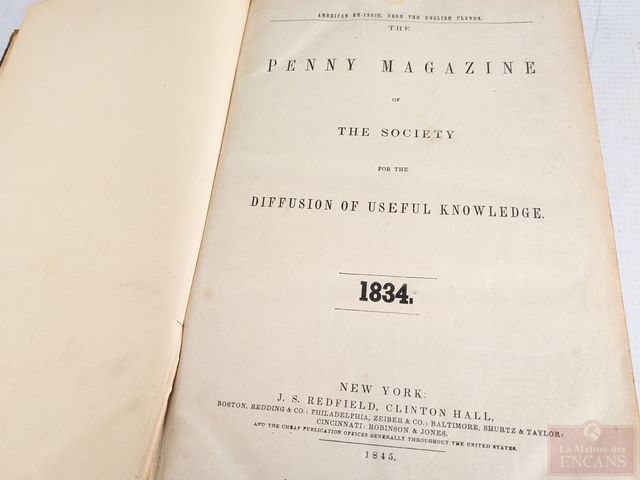 AMERICAN RE-ISSUE, FROM THE ENGLISH PLATES.
THE
PENNY MAGAZINE
OF
THE SOCIETY
FOR THE
DIFFUSION OF USEFUL KNOWLEDGE.
1834.
NEW YORK:
J. S. REDFIELD, CLINTON HALL,
BOSTON, REDDING & CO.; PHILADELPHIA, ZEIBER & CO.; BALTIMORE, SHURTZ & TAYLOR;
CINCINNATI: ROBINSON & JONES.
AND THE CHEAP PUBLICATION OFFICES GENERALLY THROUGHOUT THE UNITED STATES.
1845.
La Maison des
ENCANS